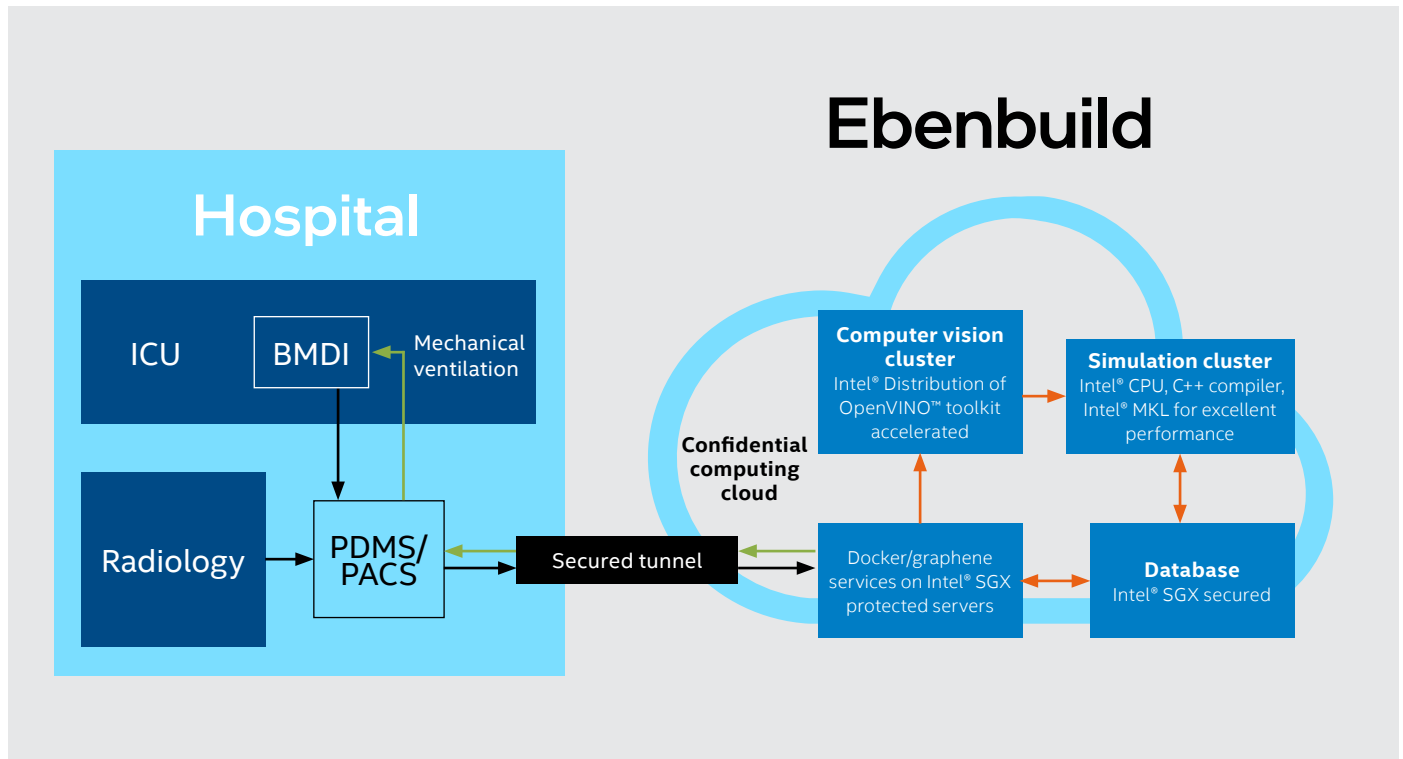 Ebenbuild
Hospital
ICU
BMDI
Mechanical
ventilation
Radiology
PDMS/
PACS
Secured tunnel
Confidential
computing
cloud
Computer vision
cluster
Intel® Distribution of
OpenVINO™ toolkit
accelerated
Simulation cluster
Intel® CPU, C++ compiler,
Intel® MKL for excellent
performance
Docker/graphene
services on Intel® SGX
protected servers
Database
Intel® SGX secured